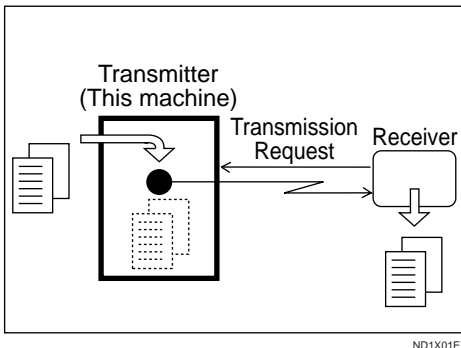 Transmitter
(This machine)
Transmission
Request
Receiver
ND1X01E